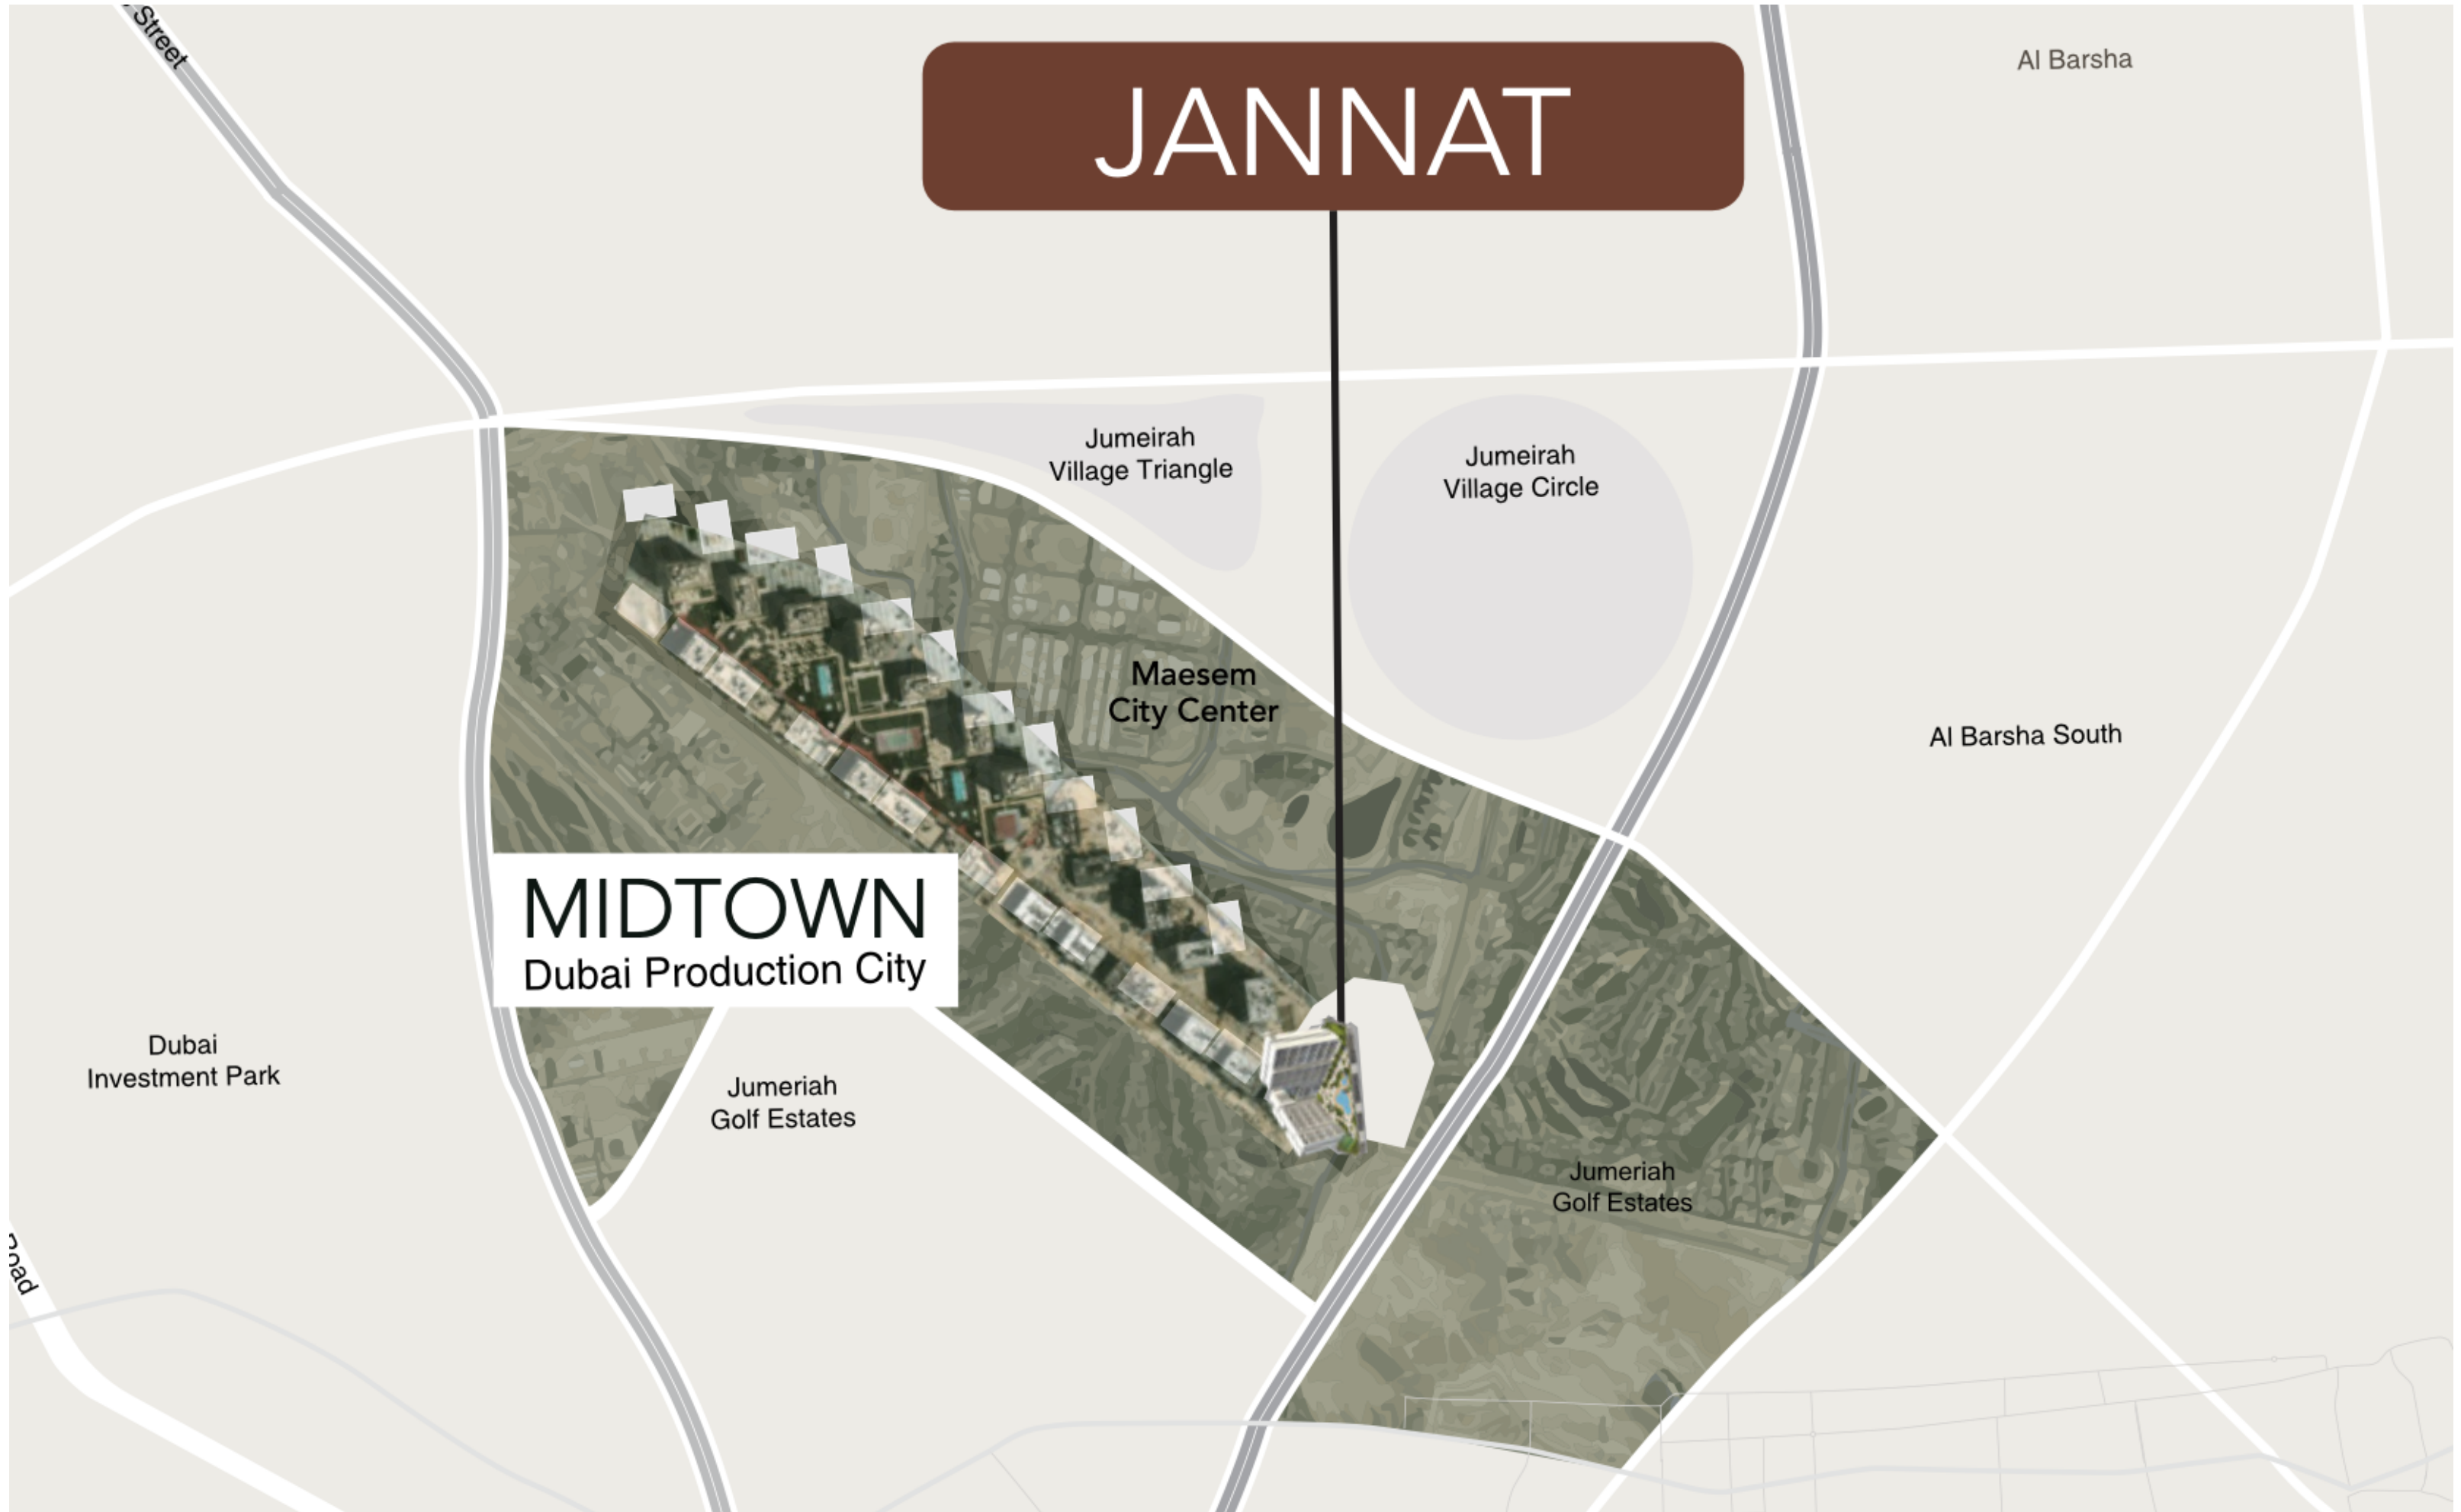 Street
JANNAT
Al Barsha
Jumeirah
Village Triangle
Jumeirah
Village Circle
Maesem
City Center
Al Barsha South
MIDTOWN
Dubai Production City
Dubai
Investment Park
Jumeriah
Golf Estates
Jumeriah
Golf Estates
Road